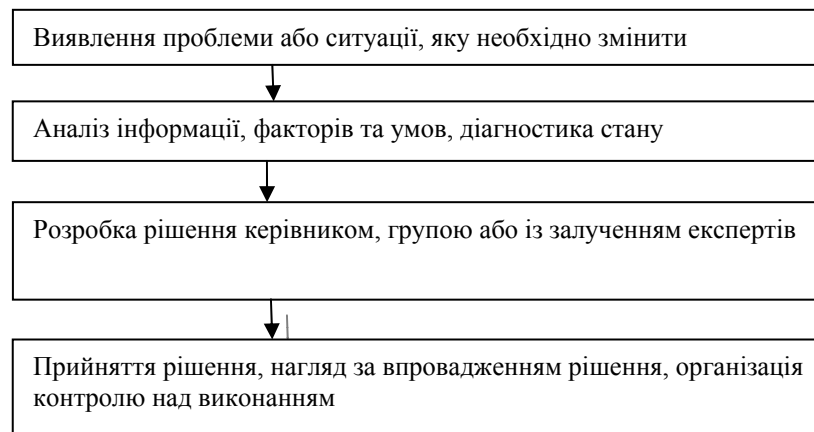 Виявлення проблеми або ситуації, яку необхідно змінити
Аналіз інформації, факторів та умов, діагностика стану
Розробка рішення керівником, групою або із залученням експертів
Прийняття рішення, нагляд за впровадженням рішення, організація
контролю над виконанням